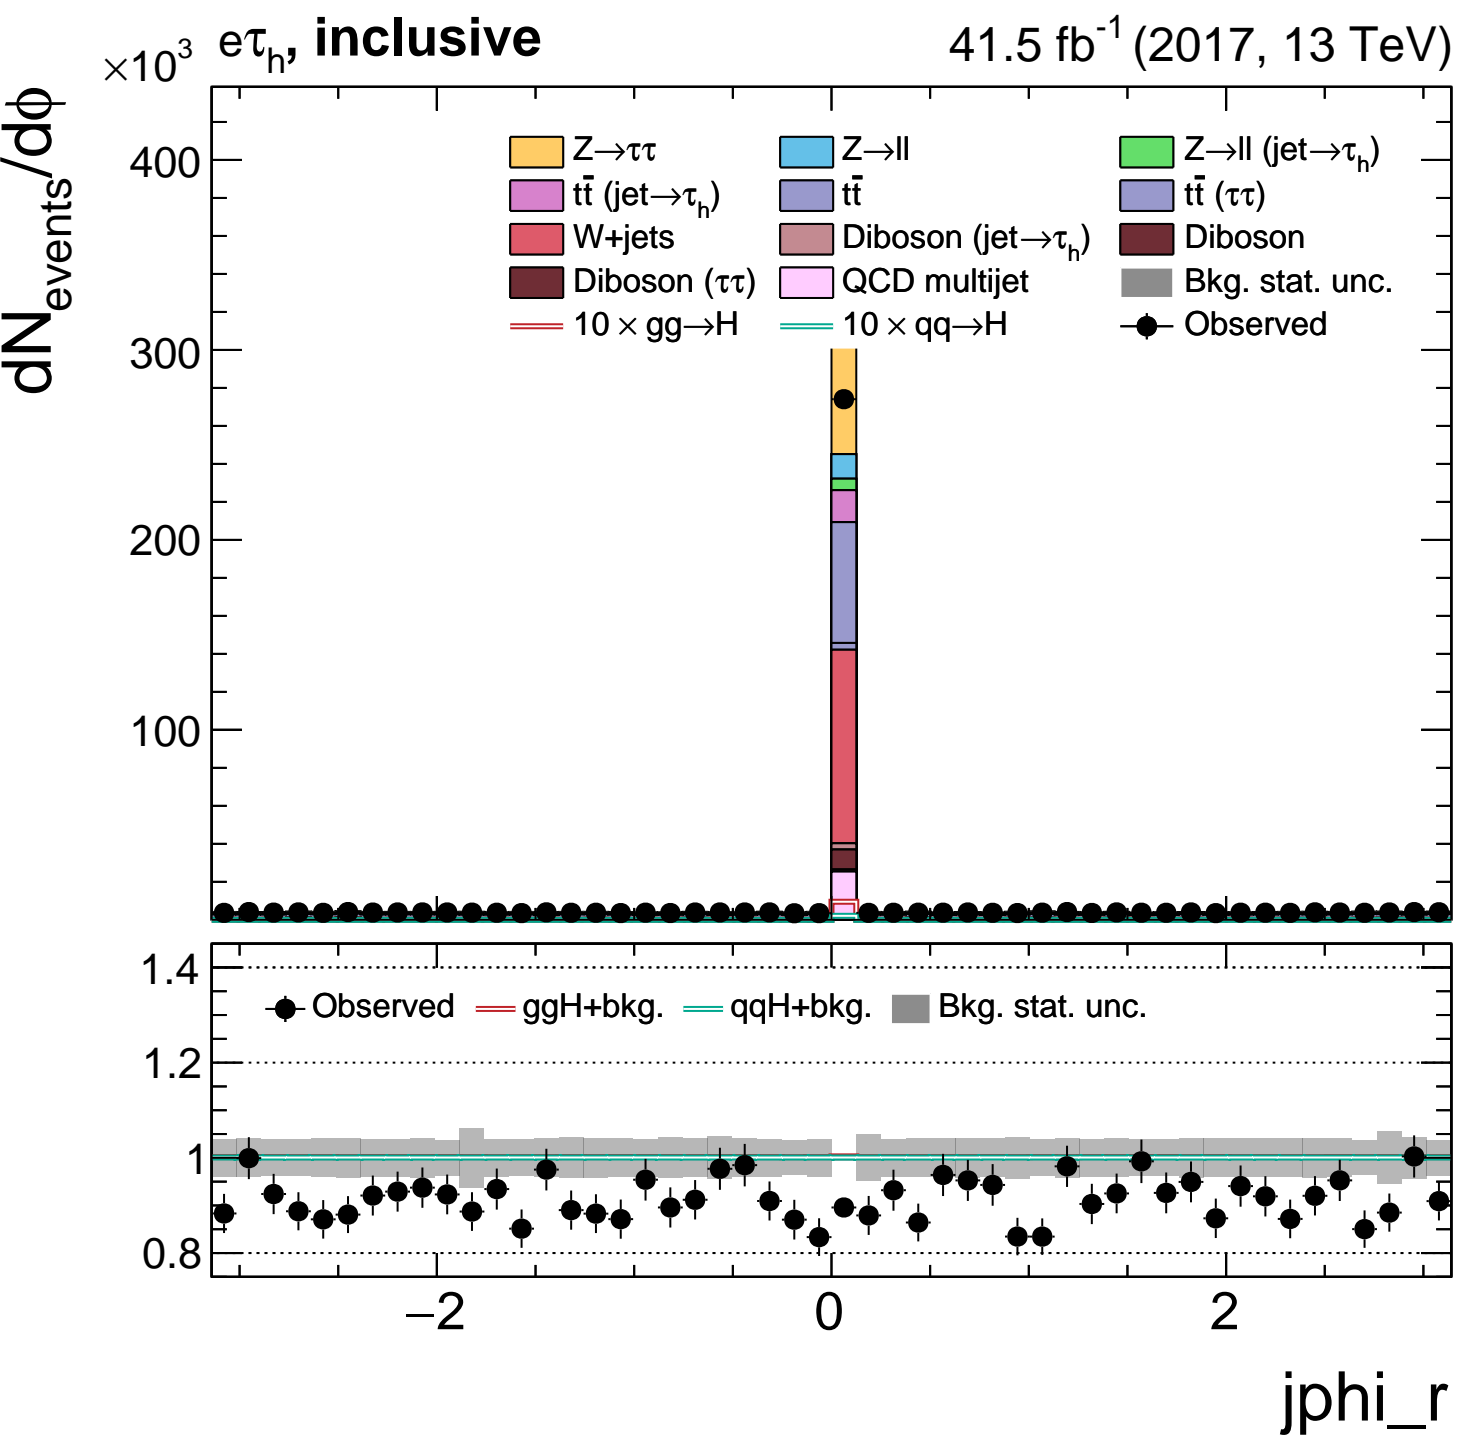 ×10³ eτₕ, inclusive 41.5 fb⁻¹ (2017, 13 TeV)
dN_events/dϕ
400
300
200
100
Z→ττ Z→ll Z→ll (jet→τₕ)
tt̄ (jet→τₕ) tt̄ tt̄ (ττ)
W+jets Diboson (jet→τₕ) Diboson
Diboson (ττ) QCD multijet Bkg. stat. unc.
10 × gg→H 10 × qq→H Observed
1.4
1.2
1
0.8
Observed ggH+bkg. qqH+bkg. Bkg. stat. unc.
−2 0 2
jphi_r